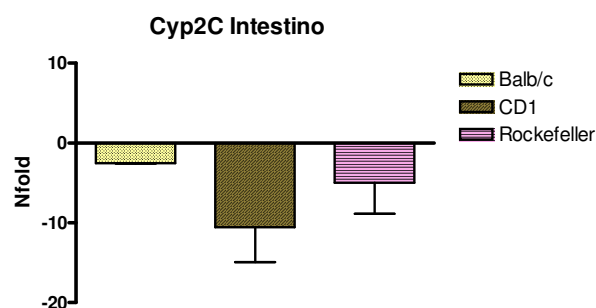 Cyp2C Intestino
10
0
-10
-20
Nfold
Balb/c
CD1
Rockefeller